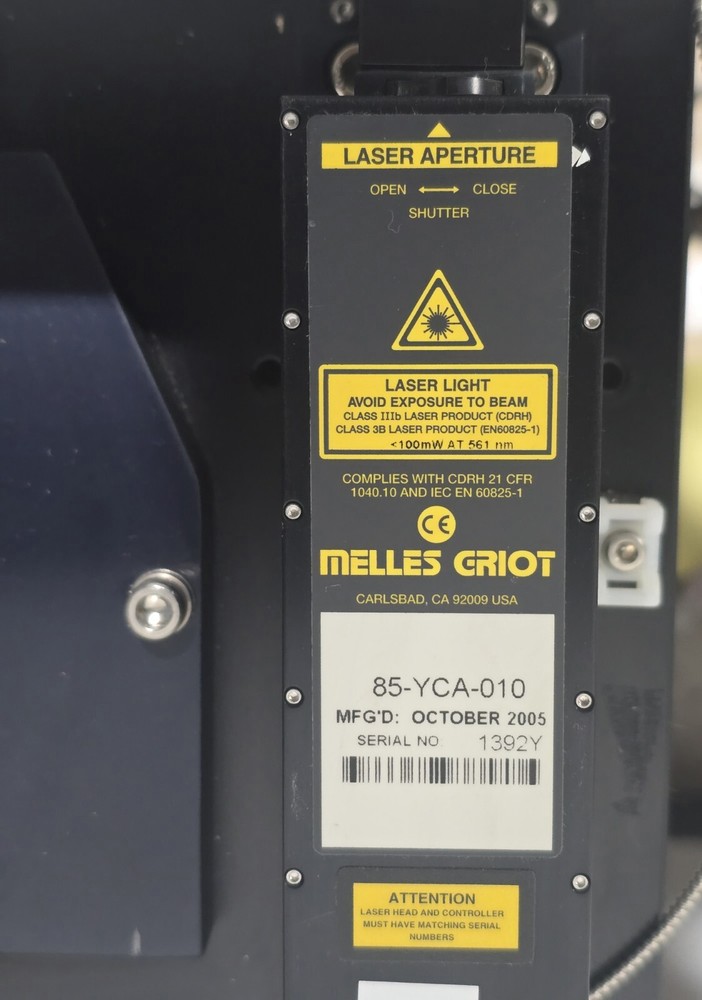 LASER APERTURE
OPEN ⟷ CLOSE
SHUTTER
LASER LIGHT
AVOID EXPOSURE TO BEAM
CLASS IIIb LASER PRODUCT (CDRH)
CLASS 3B LASER PRODUCT (EN60825-1)
<100mW AT 561 nm
COMPLIES WITH CDRH 21 CFR
1040.10 AND IEC EN 60825-1
CE
MELLES GRIOT
CARLSBAD, CA 92009 USA
85-YCA-010
MFG'D: OCTOBER 2005
SERIAL NO 1392Y
ATTENTION
LASER HEAD AND CONTROLLER
MUST HAVE MATCHING SERIAL
NUMBERS